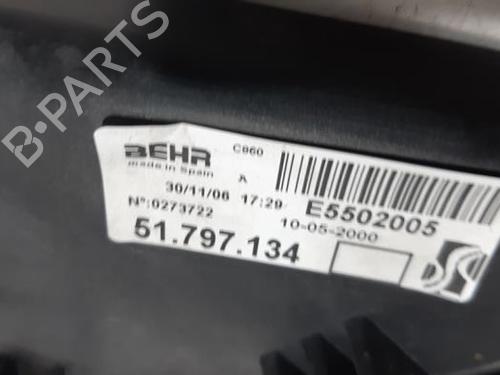 B-PARTS
BEHR
made in Spain
C960
A
30/11/06 17:29
E5502005
Nº:0273722
10-05-2000
51.797.134